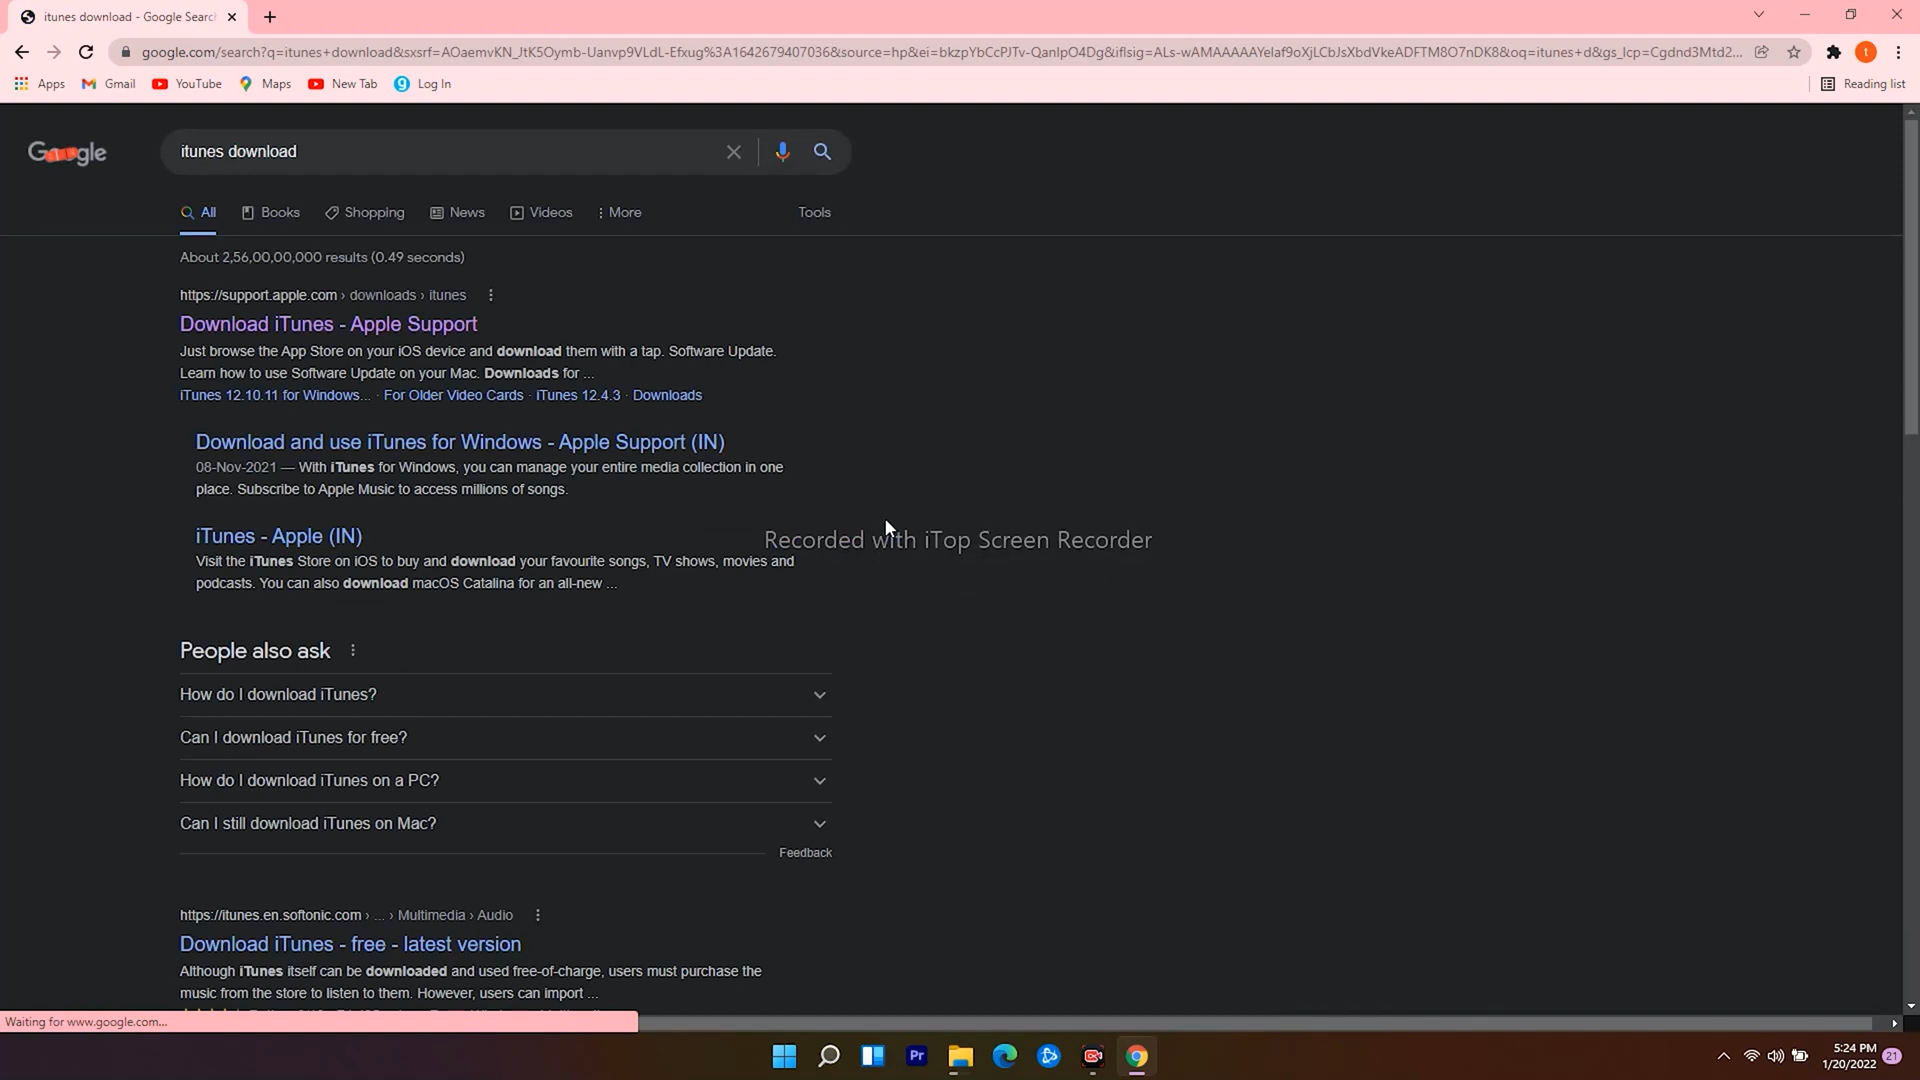 itunes download - Google Searc
google.com/search?q=itunes+download&sxsrf=AOaemvKN_JtK5Oymb-Uanvp9VLdL-Efxug%3A1642679407036&source=hp&ei=bkzpYbCcPJTv-QanlpO4Dg&iflsig=ALs-wAMAAAAAYelaf9oXjLCbJsXbdVkeADFTM8O7nDK8&oq=itunes+d&gs_lcp=Cgdnd3Mtd2...
Apps Gmail YouTube Maps New Tab Log In Reading list
Google itunes download
All Books Shopping News Videos More Tools
About 2,56,00,00,000 results (0.49 seconds)
https://support.apple.com › downloads › itunes
Download iTunes - Apple Support
Just browse the App Store on your iOS device and download them with a tap. Software Update.
Learn how to use Software Update on your Mac. Downloads for ...
iTunes 12.10.11 for Windows... · For Older Video Cards · iTunes 12.4.3 · Downloads
Download and use iTunes for Windows - Apple Support (IN)
08-Nov-2021 — With iTunes for Windows, you can manage your entire media collection in one
place. Subscribe to Apple Music to access millions of songs.
iTunes - Apple (IN)
Recorded with iTop Screen Recorder
Visit the iTunes Store on iOS to buy and download your favourite songs, TV shows, movies and
podcasts. You can also download macOS Catalina for an all-new ...
People also ask
How do I download iTunes?
Can I download iTunes for free?
How do I download iTunes on a PC?
Can I still download iTunes on Mac?
Feedback
https://itunes.en.softonic.com › ... › Multimedia › Audio
Download iTunes - free - latest version
Although iTunes itself can be downloaded and used free-of-charge, users must purchase the
music from the store to listen to them. However, users can import ...
Waiting for www.google.com...
Pr
5:24 PM
1/20/2022
21